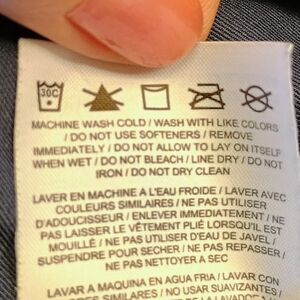 30C
MACHINE WASH COLD / WASH WITH LIKE COLORS
/ DO NOT USE SOFTENERS / REMOVE
IMMEDIATELY / DO NOT ALLOW TO LAY ON ITSELF
WHEN WET / DO NOT BLEACH / LINE DRY / DO NOT
IRON / DO NOT DRY CLEAN
LAVER EN MACHINE A L'EAU FROIDE / LAVER AVEC
COULEURS SIMILAIRES / NE PAS UTILISER
D'ADOUCISSEUR / ENLEVER IMMEDIATEMENT / NE
PAS LAISSER LE VÊTEMENT PLIÉ LORSQU'IL EST
MOUILLÉ / NE PAS UTILISER D'EAU DE JAVEL /
SUSPENDRE POUR SECHER / NE PAS REPASSER /
NE PAS NETTOYER A SEC
LAVAR A MAQUINA EN AGUA FRIA / LAVAR CON